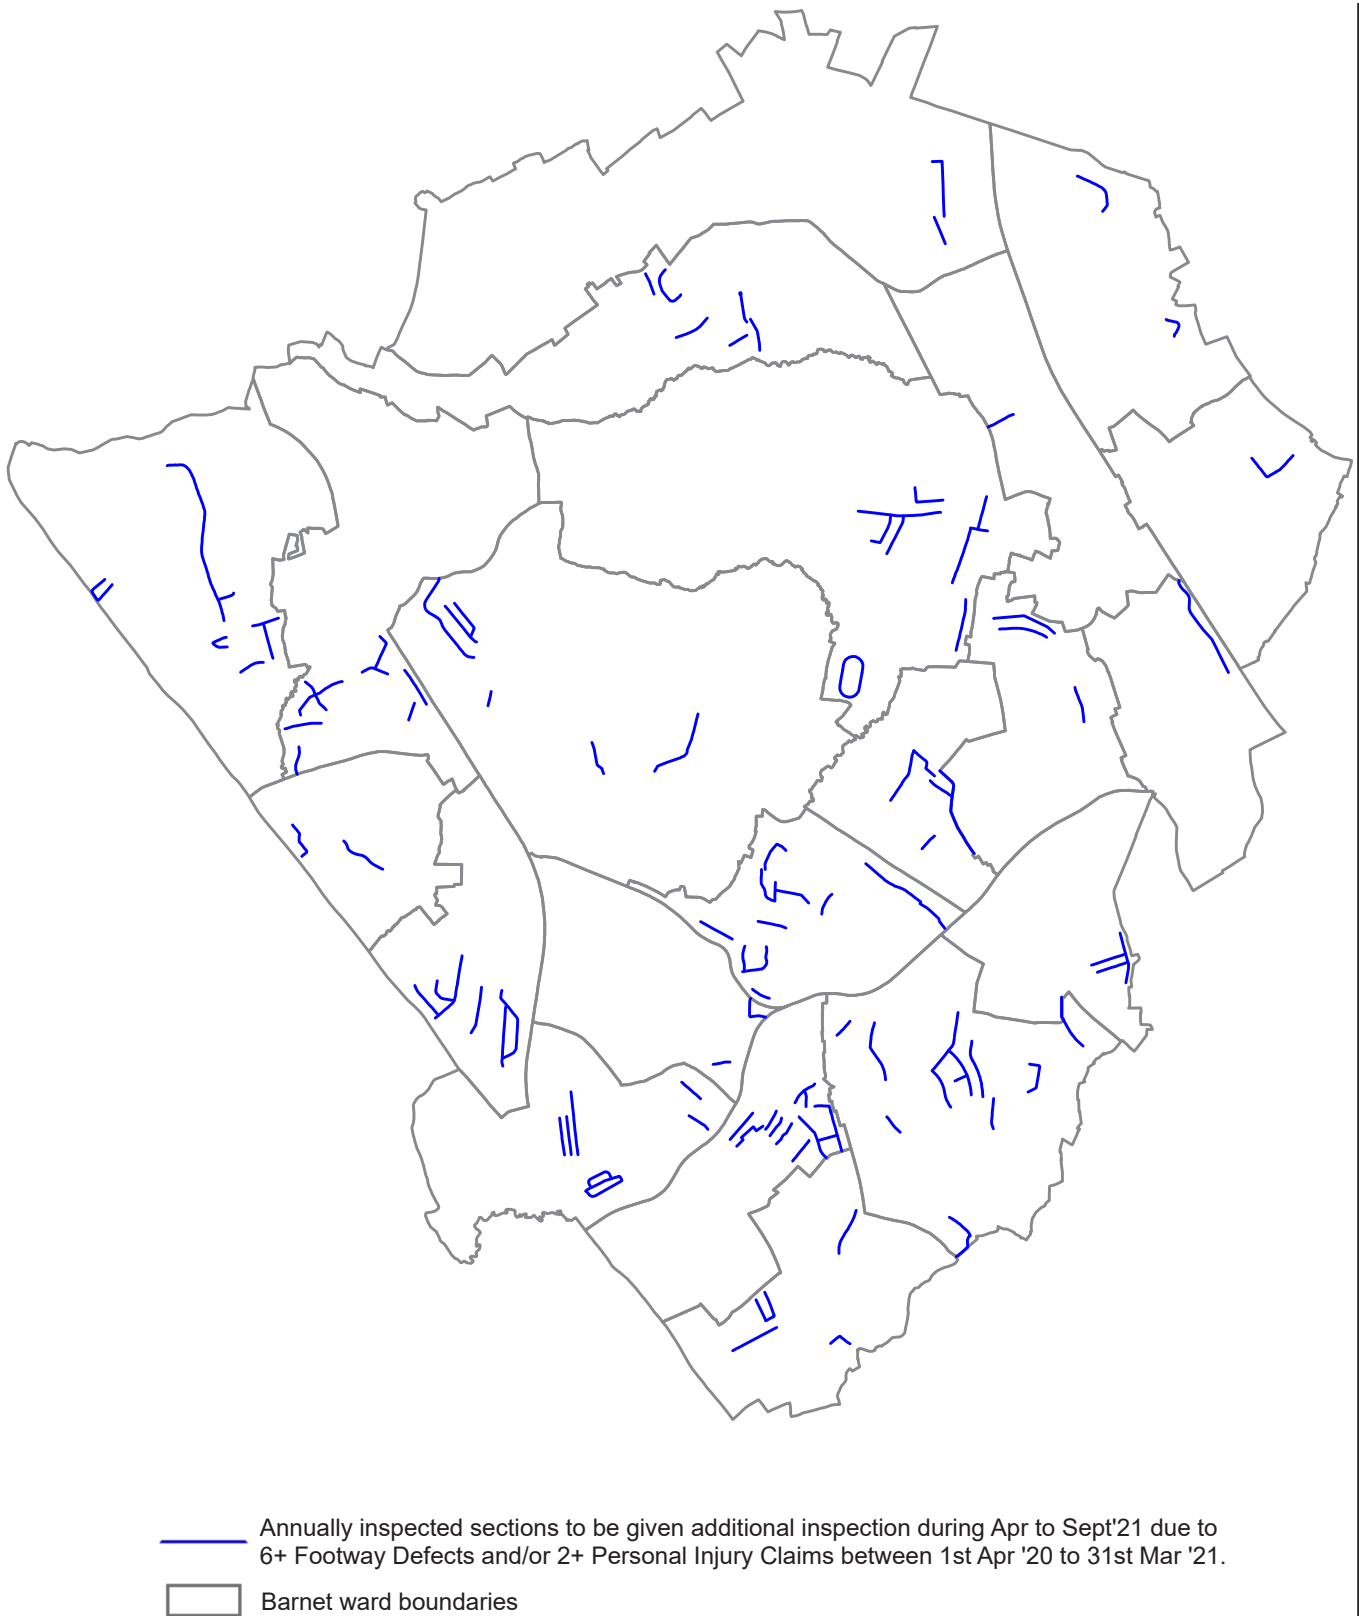 Annually inspected sections to be given additional inspection during Apr to Sept'21 due to
6+ Footway Defects and/or 2+ Personal Injury Claims between 1st Apr '20 to 31st Mar '21.
Barnet ward boundaries